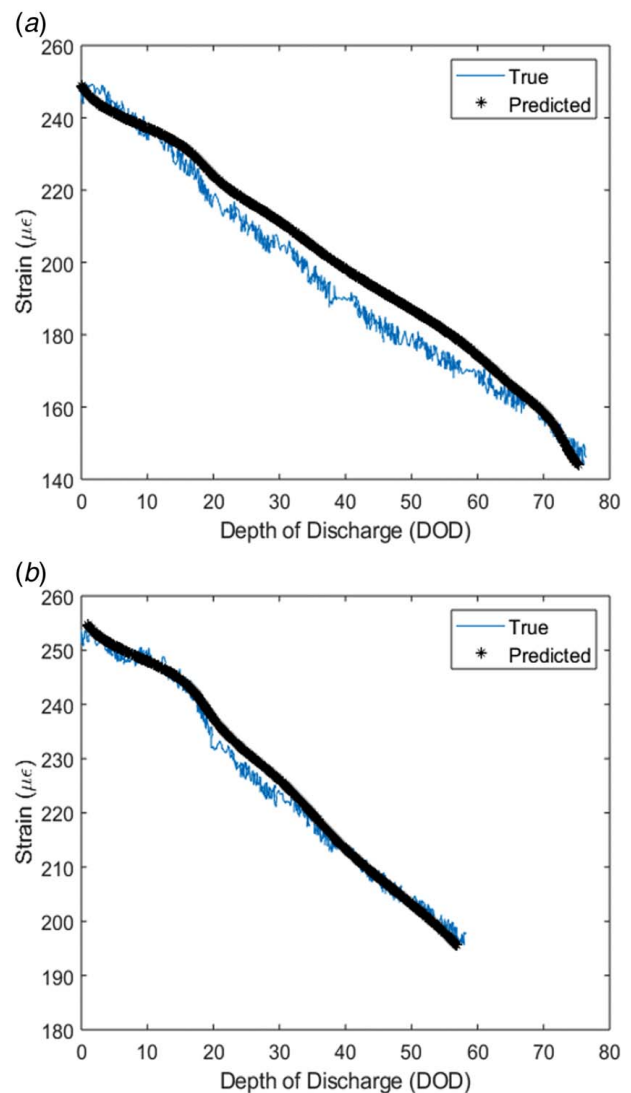 (a)
260
240
220
200
180
160
140
Strain (με)
True
Predicted
0 10 20 30 40 50 60 70 80
Depth of Discharge (DOD)
(b)
260
250
240
230
220
210
200
190
180
Strain (με)
True
Predicted
0 10 20 30 40 50 60 70 80
Depth of Discharge (DOD)